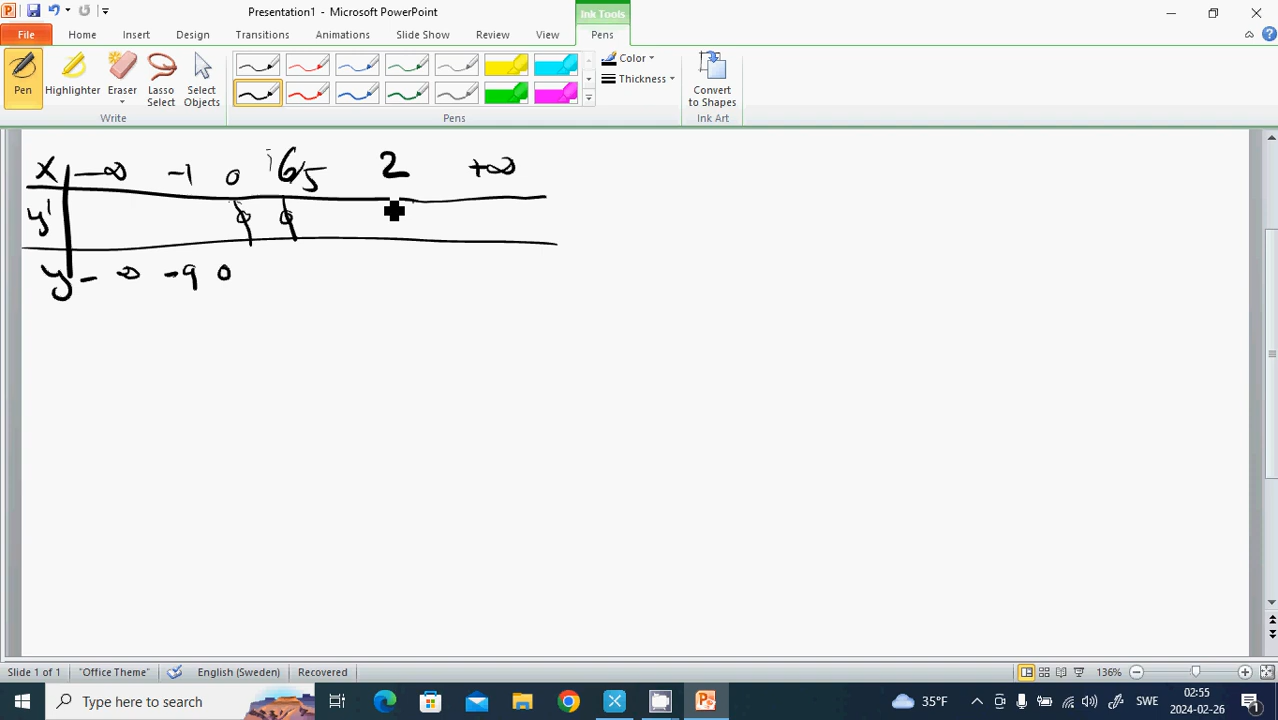 Presentation1 - Microsoft PowerPoint
Ink Tools
File Home Insert Design Transitions Animations Slide Show Review View Pens
Pen Highlighter Eraser Lasso Select Select Objects
Color
Thickness
Convert to Shapes
Write Pens Ink Art
x -∞ -1 0 6/5 2 +∞
y' 0 0
y -∞ -9 0
Slide 1 of 1 "Office Theme" English (Sweden) Recovered 136%
Type here to search 35°F SWE 02:55
2024-02-26